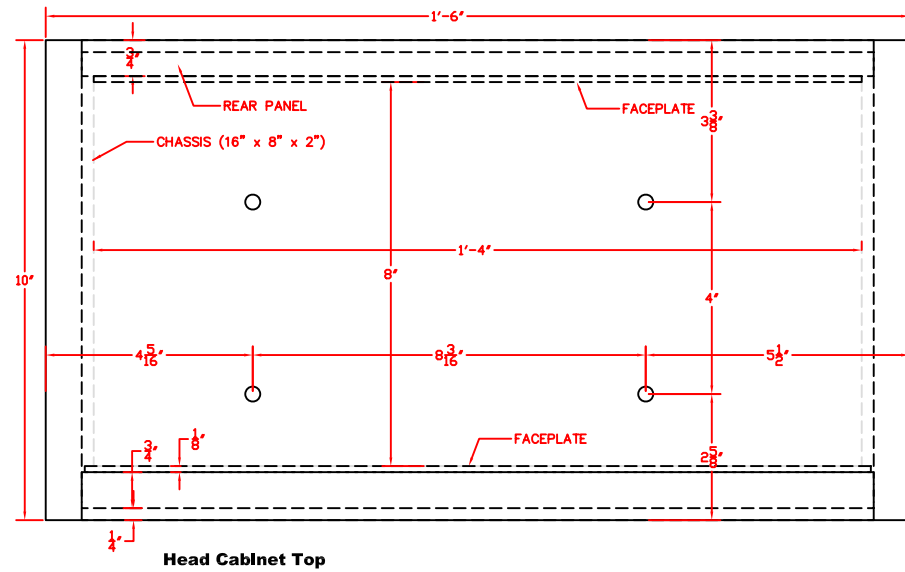 1'-6"
3/4"
REAR PANEL
FACEPLATE
3 3/8"
CHASSIS (16" x 8" x 2")
1'-4"
10"
8"
4"
4 5/16"
8 3/16"
5 1/2"
3/4"
1/8"
FACEPLATE
2 5/8"
1/4"
Head Cabinet Top